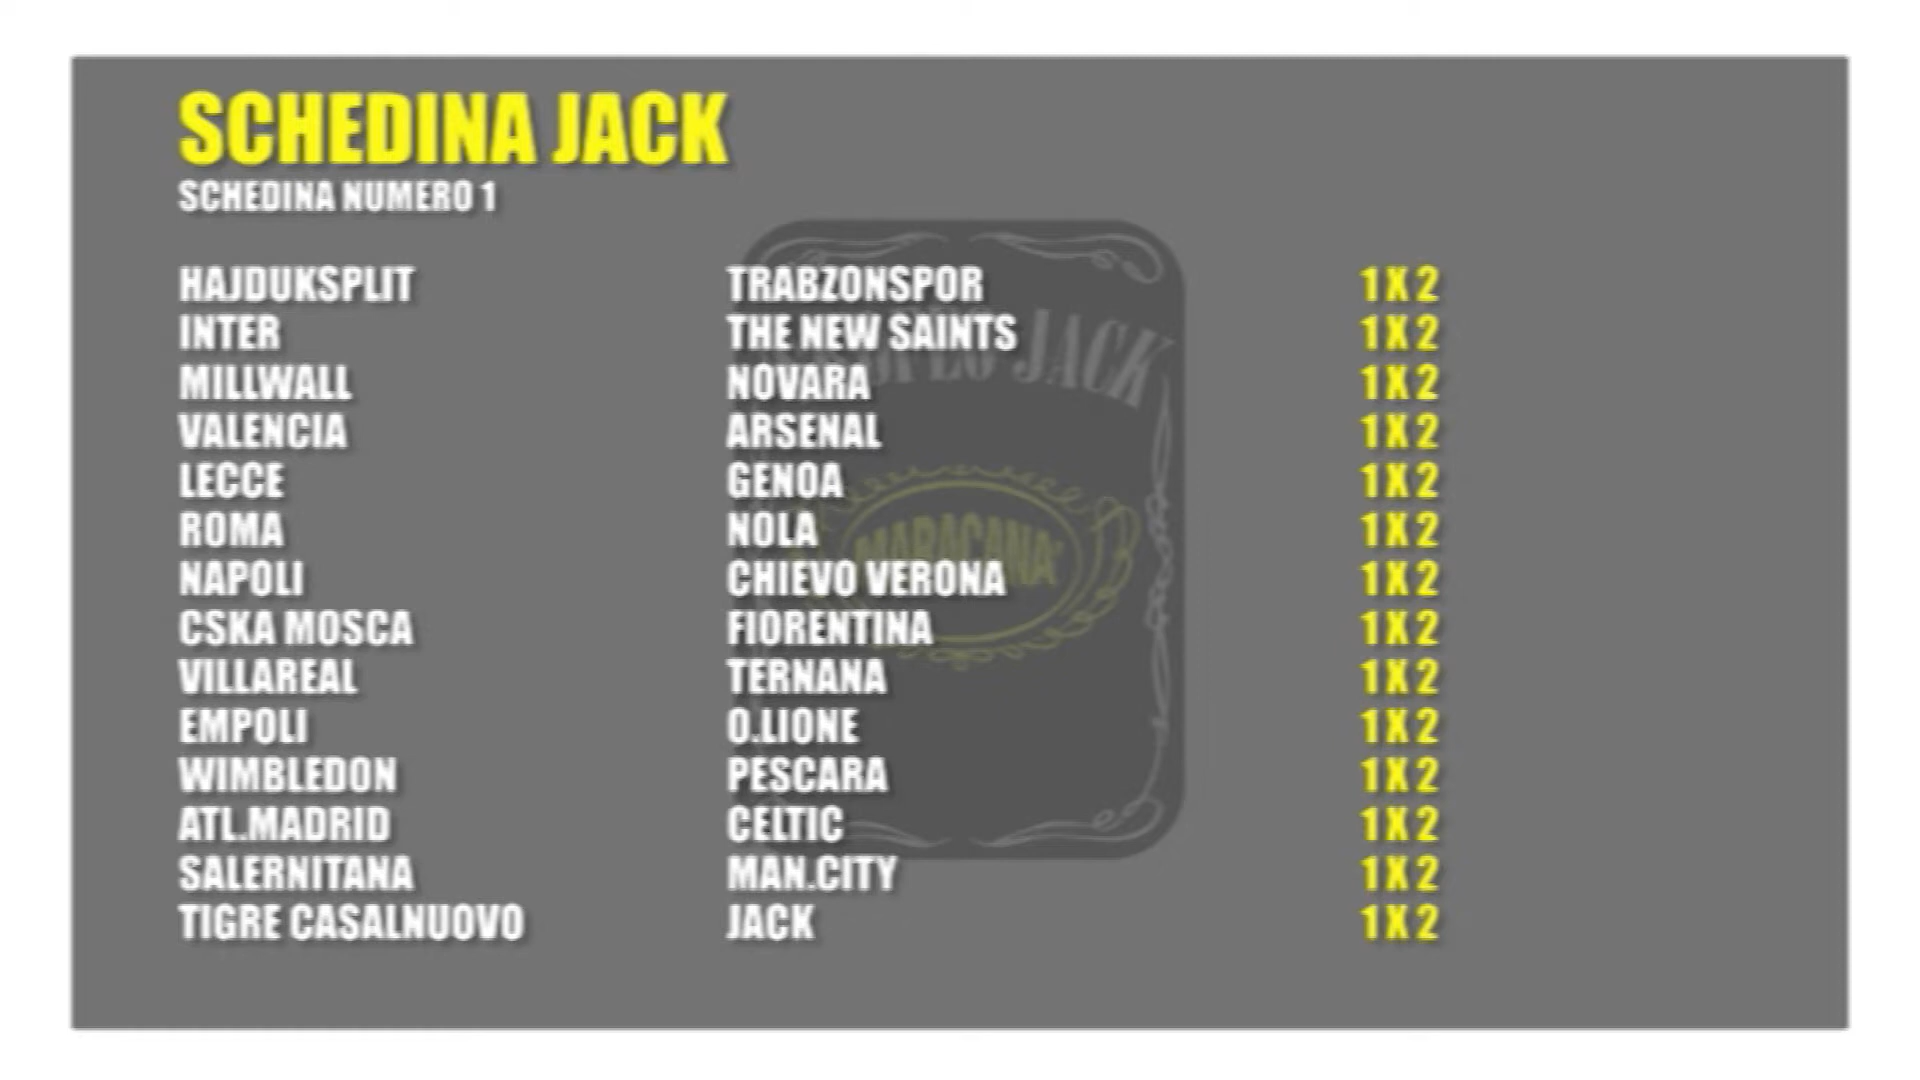 SCHEDINA JACK
SCHEDINA NUMERO 1
HAJDUKSPLIT TRABZONSPOR 1 X 2
INTER THE NEW SAINTS 1 X 2
MILLWALL NOVARA 1 X 2
VALENCIA ARSENAL 1 X 2
LECCE GENOA 1 X 2
ROMA NOLA 1 X 2
NAPOLI CHIEVO VERONA 1 X 2
CSKA MOSCA FIORENTINA 1 X 2
VILLAREAL TERNANA 1 X 2
EMPOLI O.LIONE 1 X 2
WIMBLEDON PESCARA 1 X 2
ATL.MADRID CELTIC 1 X 2
SALERNITANA MAN.CITY 1 X 2
TIGRE CASALNUOVO JACK 1 X 2
JACK
MARACANA'